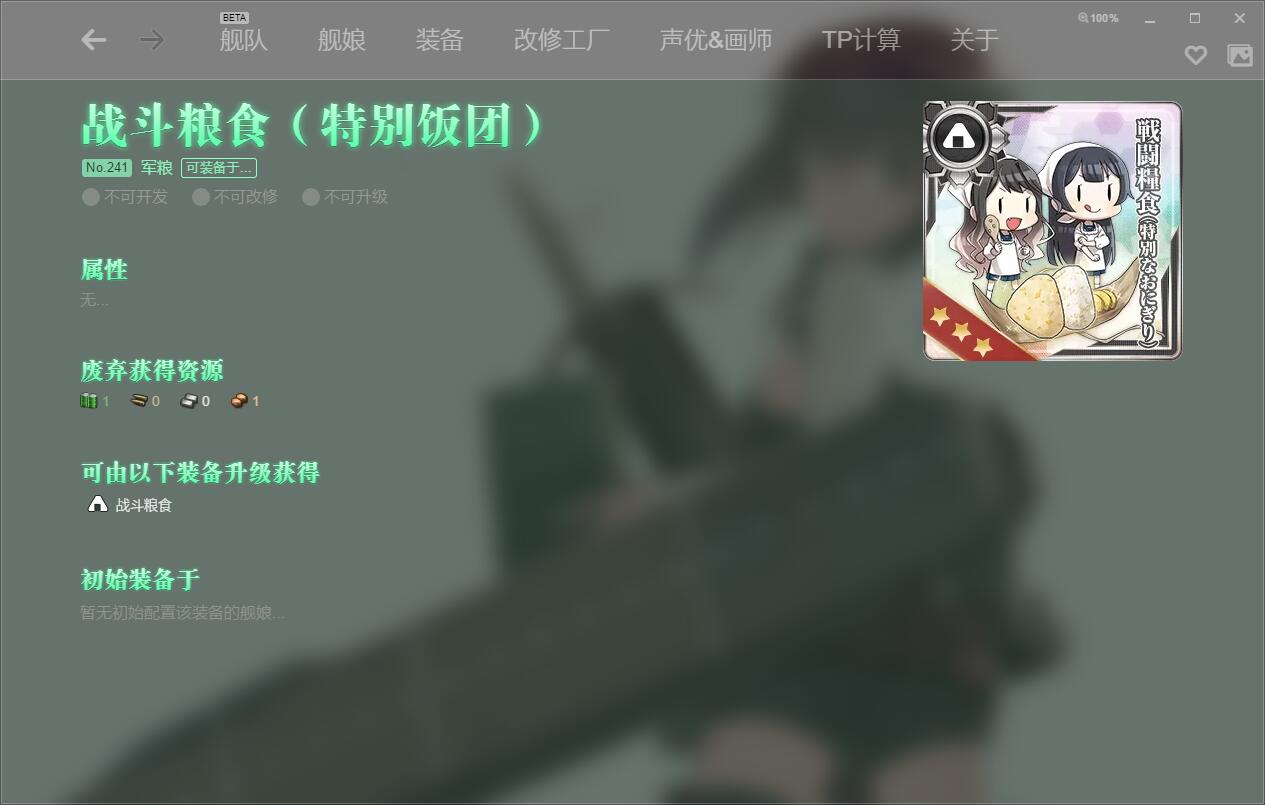 BETA
舰队 舰娘 装备 改修工厂 声优&画师 TP计算 关于
100%
战斗粮食（特别饭团）
No.241 军粮 可装备于...
不可开发 不可改修 不可升级
戦闘糧食(特別なおにぎり)
属性
无...
废弃获得资源
1 0 0 1
可由以下装备升级获得
战斗粮食
初始装备于
暂无初始配置该装备的舰娘...